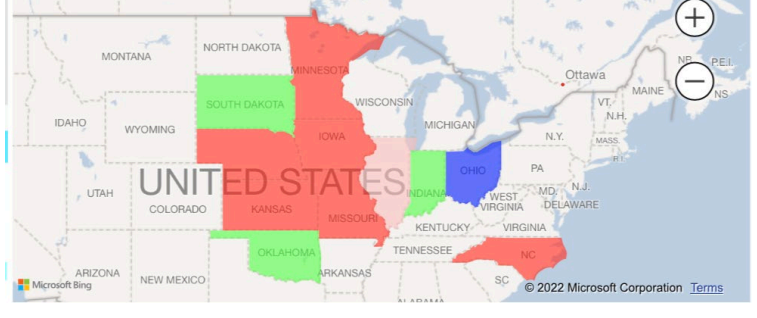 Ottawa
NORTH DAKOTA
MONTANA
MINNESOTA
NB
P.E.I.
MAINE
NS
WISCONSIN
SOUTH DAKOTA
VT.
N.H.
IDAHO
WYOMING
MICHIGAN
IOWA
N.Y.
MASS.
R.I.
OHIO
PA
UNITED STATES
UTAH
INDIANA
N.J.
MD.
WEST
VIRGINIA
DELAWARE
COLORADO
KANSAS
MISSOURI
KENTUCKY
VIRGINIA
OKLAHOMA
TENNESSEE
NC
ARIZONA
NEW MEXICO
ARKANSAS
SC
Microsoft Bing
© 2022 Microsoft Corporation Terms
ALABAMA